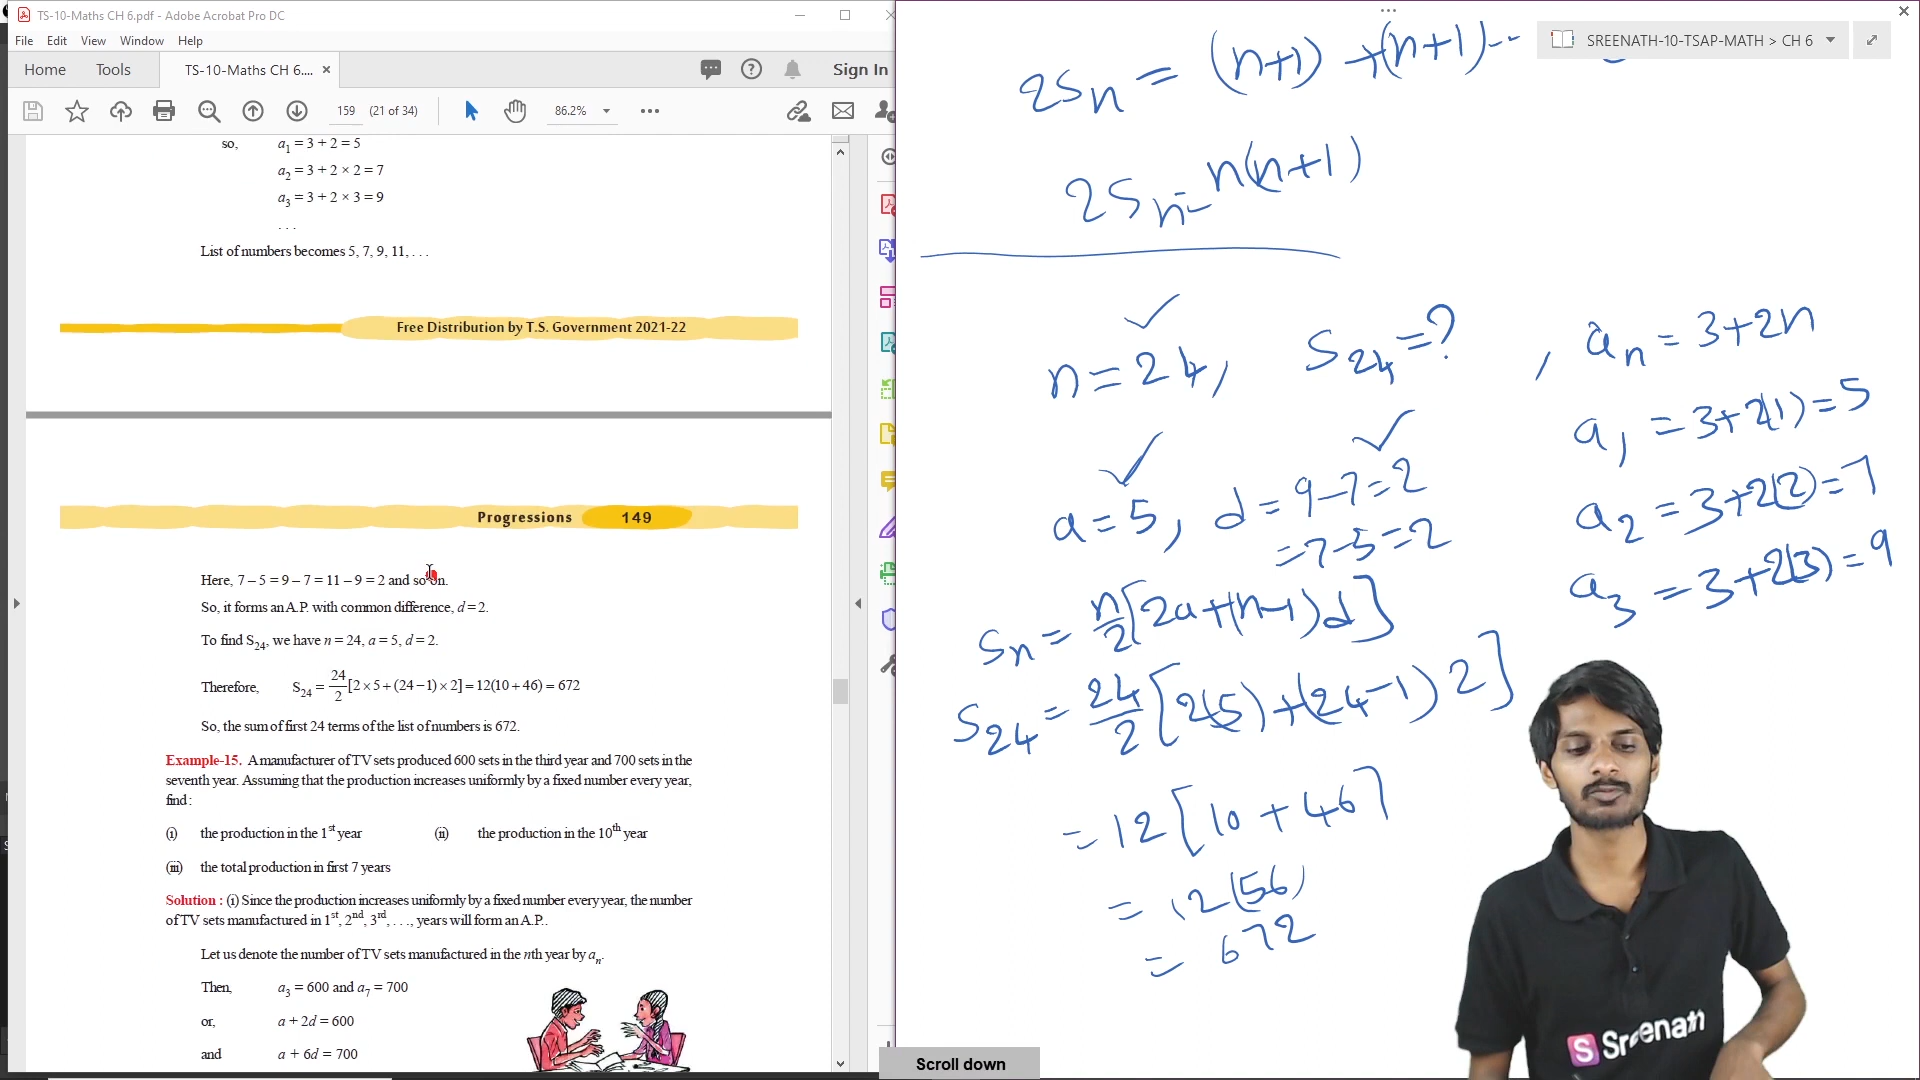 TS-10-Maths CH 6.pdf - Adobe Acrobat Pro DC
File Edit View Window Help
Home Tools TS-10-Maths CH 6.... × Sign In
159 (21 of 34) 86.2%
so, a₁ = 3 + 2 = 5
a₂ = 3 + 2 × 2 = 7
a₃ = 3 + 2 × 3 = 9
. . .
List of numbers becomes 5, 7, 9, 11, . . .
Free Distribution by T.S. Government 2021-22
Progressions 149
Here, 7 – 5 = 9 – 7 = 11 – 9 = 2 and so on.
So, it forms an A.P. with common difference, d = 2.
To find S₂₄, we have n = 24, a = 5, d = 2.
Therefore, S₂₄ = 24/2 [2 × 5 + (24 − 1) × 2] = 12(10 + 46) = 672
So, the sum of first 24 terms of the list of numbers is 672.
Example-15. A manufacturer of TV sets produced 600 sets in the third year and 700 sets in the
seventh year. Assuming that the production increases uniformly by a fixed number every year,
find :
(i) the production in the 1st year (ii) the production in the 10th year
(iii) the total production in first 7 years
Solution : (i) Since the production increases uniformly by a fixed number every year, the number
of TV sets manufactured in 1st, 2nd, 3rd, . . ., years will form an A.P..
Let us denote the number of TV sets manufactured in the nth year by aₙ.
Then, a₃ = 600 and a₇ = 700
or, a + 2d = 600
and a + 6d = 700
SREENATH-10-TSAP-MATH > CH 6
2Sₙ = (n+1) + (n+1)--
2Sₙ = n(n+1)
n = 24, S₂₄ = ? , aₙ = 3+2n
a₁ = 3+2(1) = 5
a = 5, d = 9-7 = 2
a₂ = 3+2(2) = 7
= 7-5 = 2
a₃ = 3+2(3) = 9
Sₙ = n/2 [2a+(n-1)d]
S₂₄ = 24/2 [2(5)+(24-1)2]
= 12[10+46]
= 12(56)
= 672
Sreenath
Scroll down